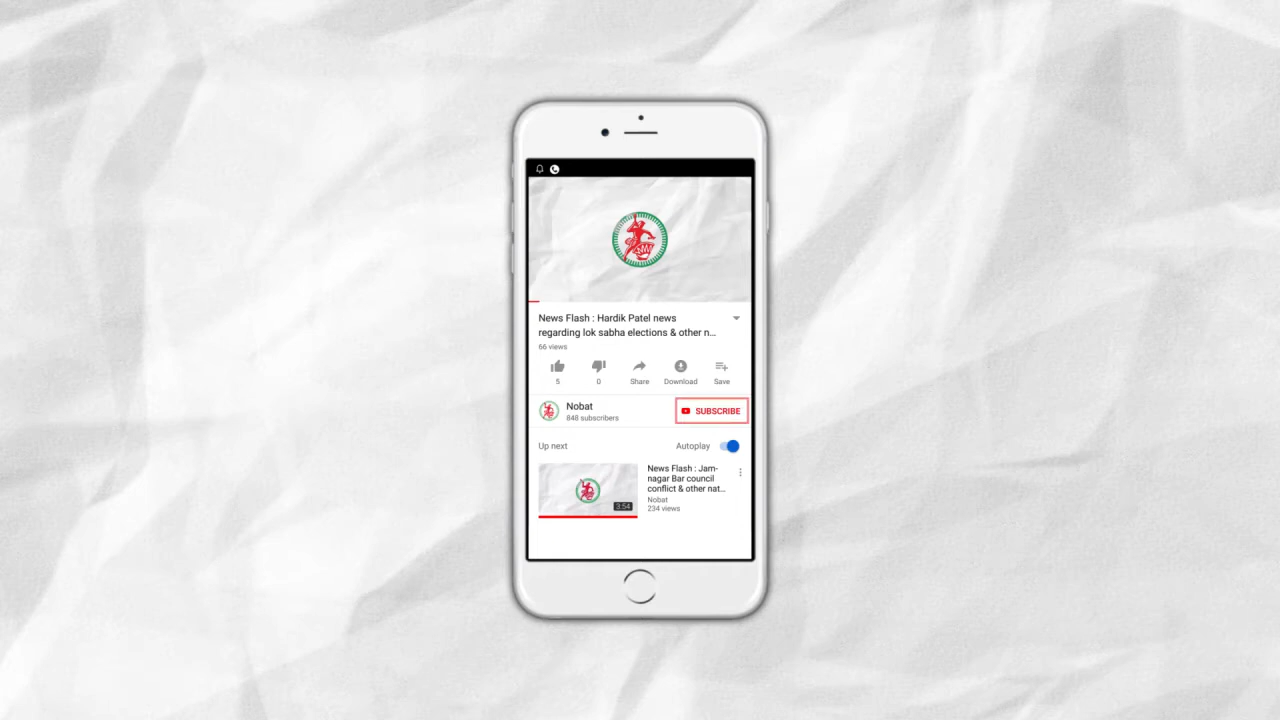 News Flash : Hardik Patel news
regarding lok sabha elections & other n...
66 views
5
0
Share
Download
Save
Nobat
848 subscribers
SUBSCRIBE
Up next
Autoplay
News Flash : Jam-
nagar Bar council
conflict & other nat...
Nobat
234 views
3:54